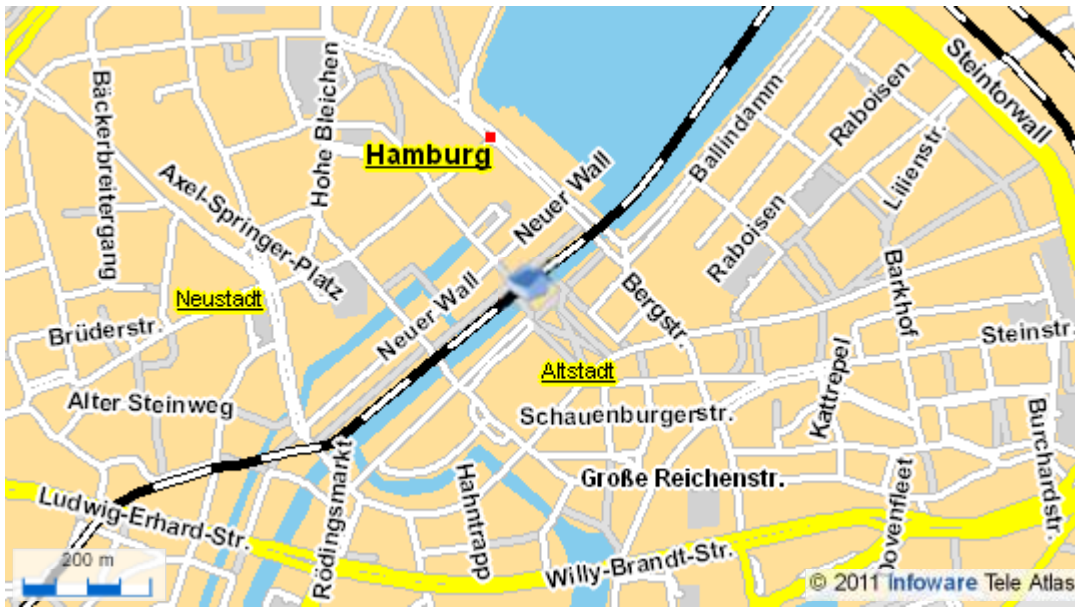 Bäckerbreitergang
Hohe Bleichen
Hamburg
Axel-Springer-Platz
Neustadt
Brüderstr.
Alter Steinweg
Neuer Wall
Neuer Wall
Ballindamm
Raboisen
Raboisen
Lilienstr.
Steintorwall
Barkhof
Bergstr.
Steinstr.
Altstadt
Kattrepel
Schauenburgerstr.
Burchardstr.
Große Reichenstr.
Hahntrapp
Rödingsmarkt
Ludwig-Erhard-Str.
Willy-Brandt-Str.
Dovenfleet
200 m
© 2011 Infoware Tele Atlas